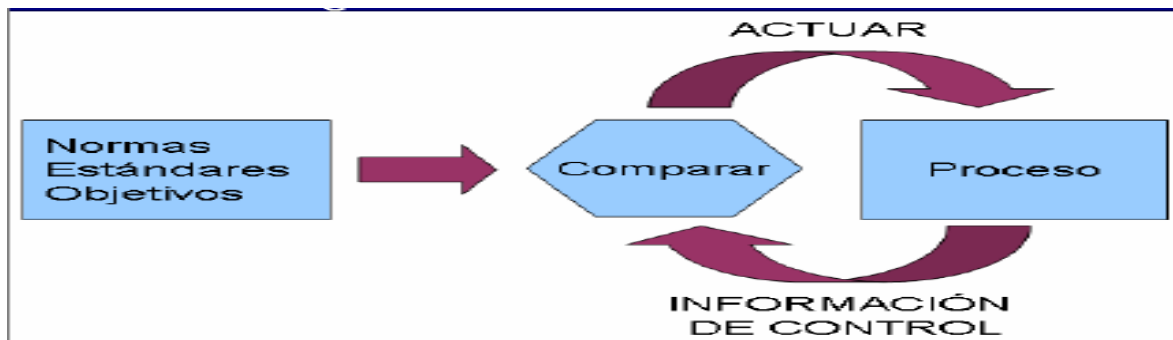 ACTUAR
Normas
Estándares
Objetivos
Comparar
Proceso
INFORMACIÓN
DE CONTROL